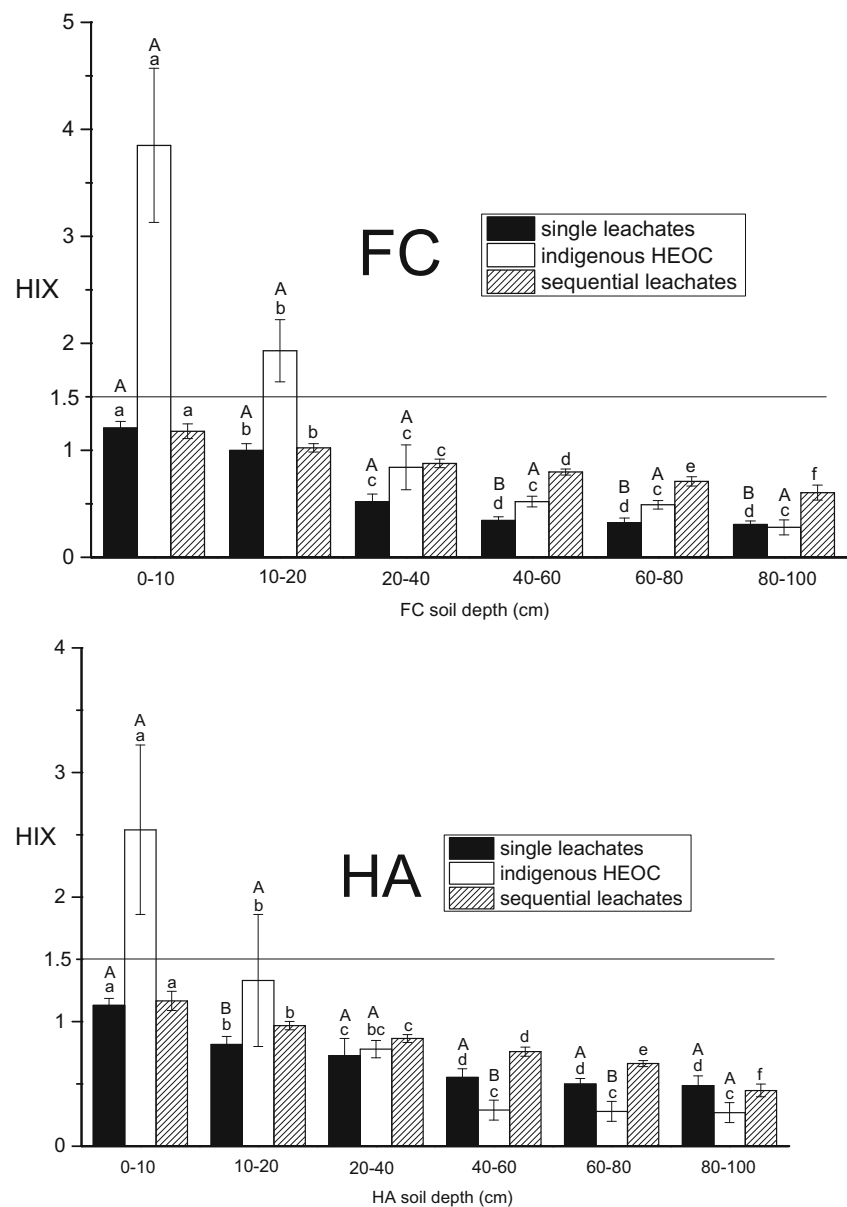 5
4
3
2
1.5
1
0
HIX
FC
single leachates
indigenous HEOC
sequential leachates
A
a
A
a
a
A
b
A
b
b
A
c
A
c
c
B
d
A
c
d
B
d
A
c
e
B
d
A
c
f
0-10
10-20
20-40
40-60
60-80
80-100
FC soil depth (cm)
4
3
2
1.5
1
0
HIX
HA
single leachates
indigenous HEOC
sequential leachates
A
a
A
a
a
B
b
A
b
b
A
c
A
bc
c
A
d
B
c
d
A
d
B
c
e
A
d
A
c
f
0-10
10-20
20-40
40-60
60-80
80-100
HA soil depth (cm)